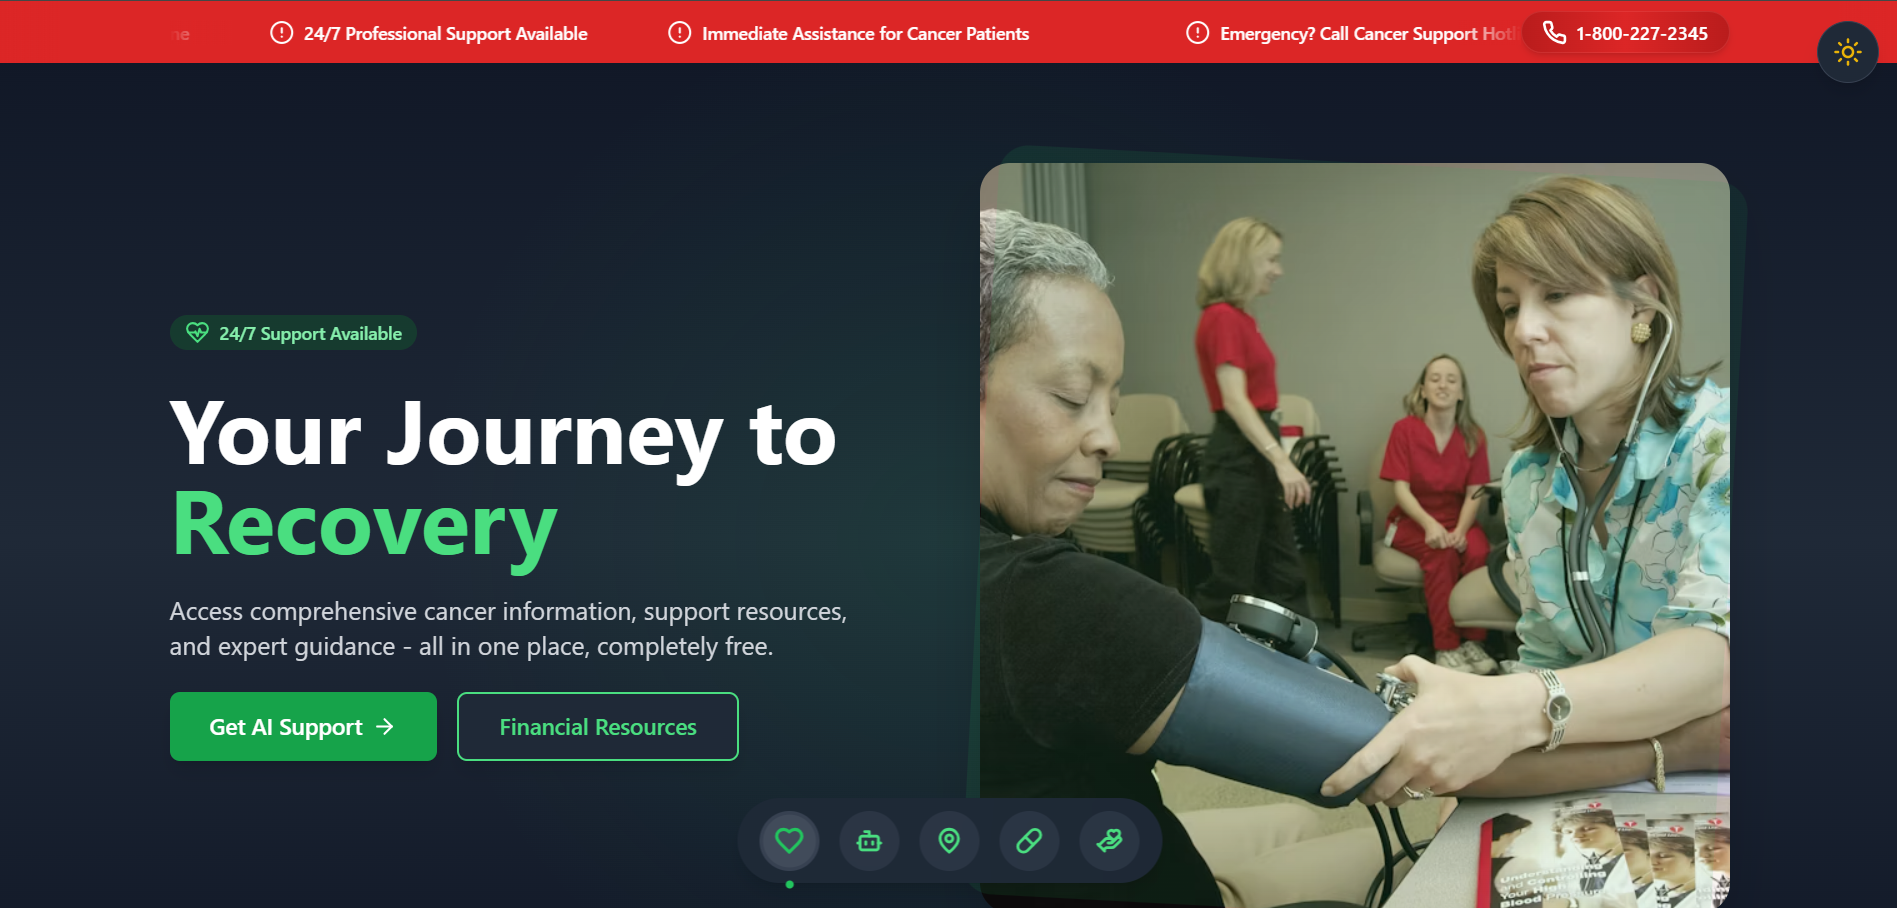 24/7 Professional Support Available
Immediate Assistance for Cancer Patients
Emergency? Call Cancer Support
1-800-227-2345
24/7 Support Available
Your Journey to
Recovery
Access comprehensive cancer information, support resources,
and expert guidance - all in one place, completely free.
Get AI Support
Financial Resources
Understanding
and Controlling
Your High
Blood Pressure